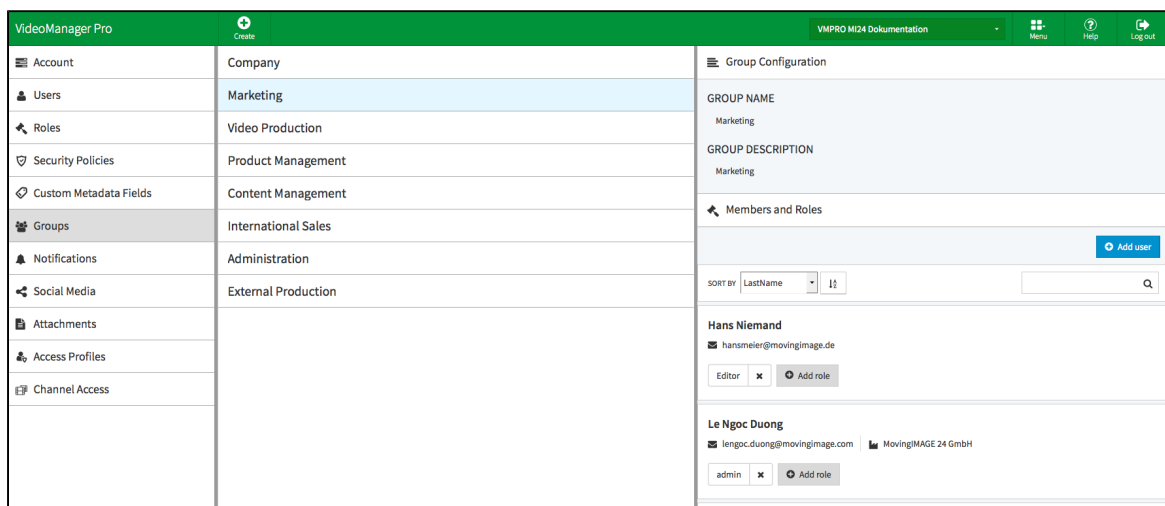 VideoManager Pro
Create
VMPRO MI24 Dokumentation
Menu
Help
Log out
Account
Users
Roles
Security Policies
Custom Metadata Fields
Groups
Notifications
Social Media
Attachments
Access Profiles
Channel Access
Company
Marketing
Video Production
Product Management
Content Management
International Sales
Administration
External Production
Group Configuration
GROUP NAME
Marketing
GROUP DESCRIPTION
Marketing
Members and Roles
Add user
SORT BY LastName
Hans Niemand
hansmeier@movingimage.de
Editor Add role
Le Ngoc Duong
lengoc.duong@movingimage.com MovingIMAGE 24 GmbH
admin Add role